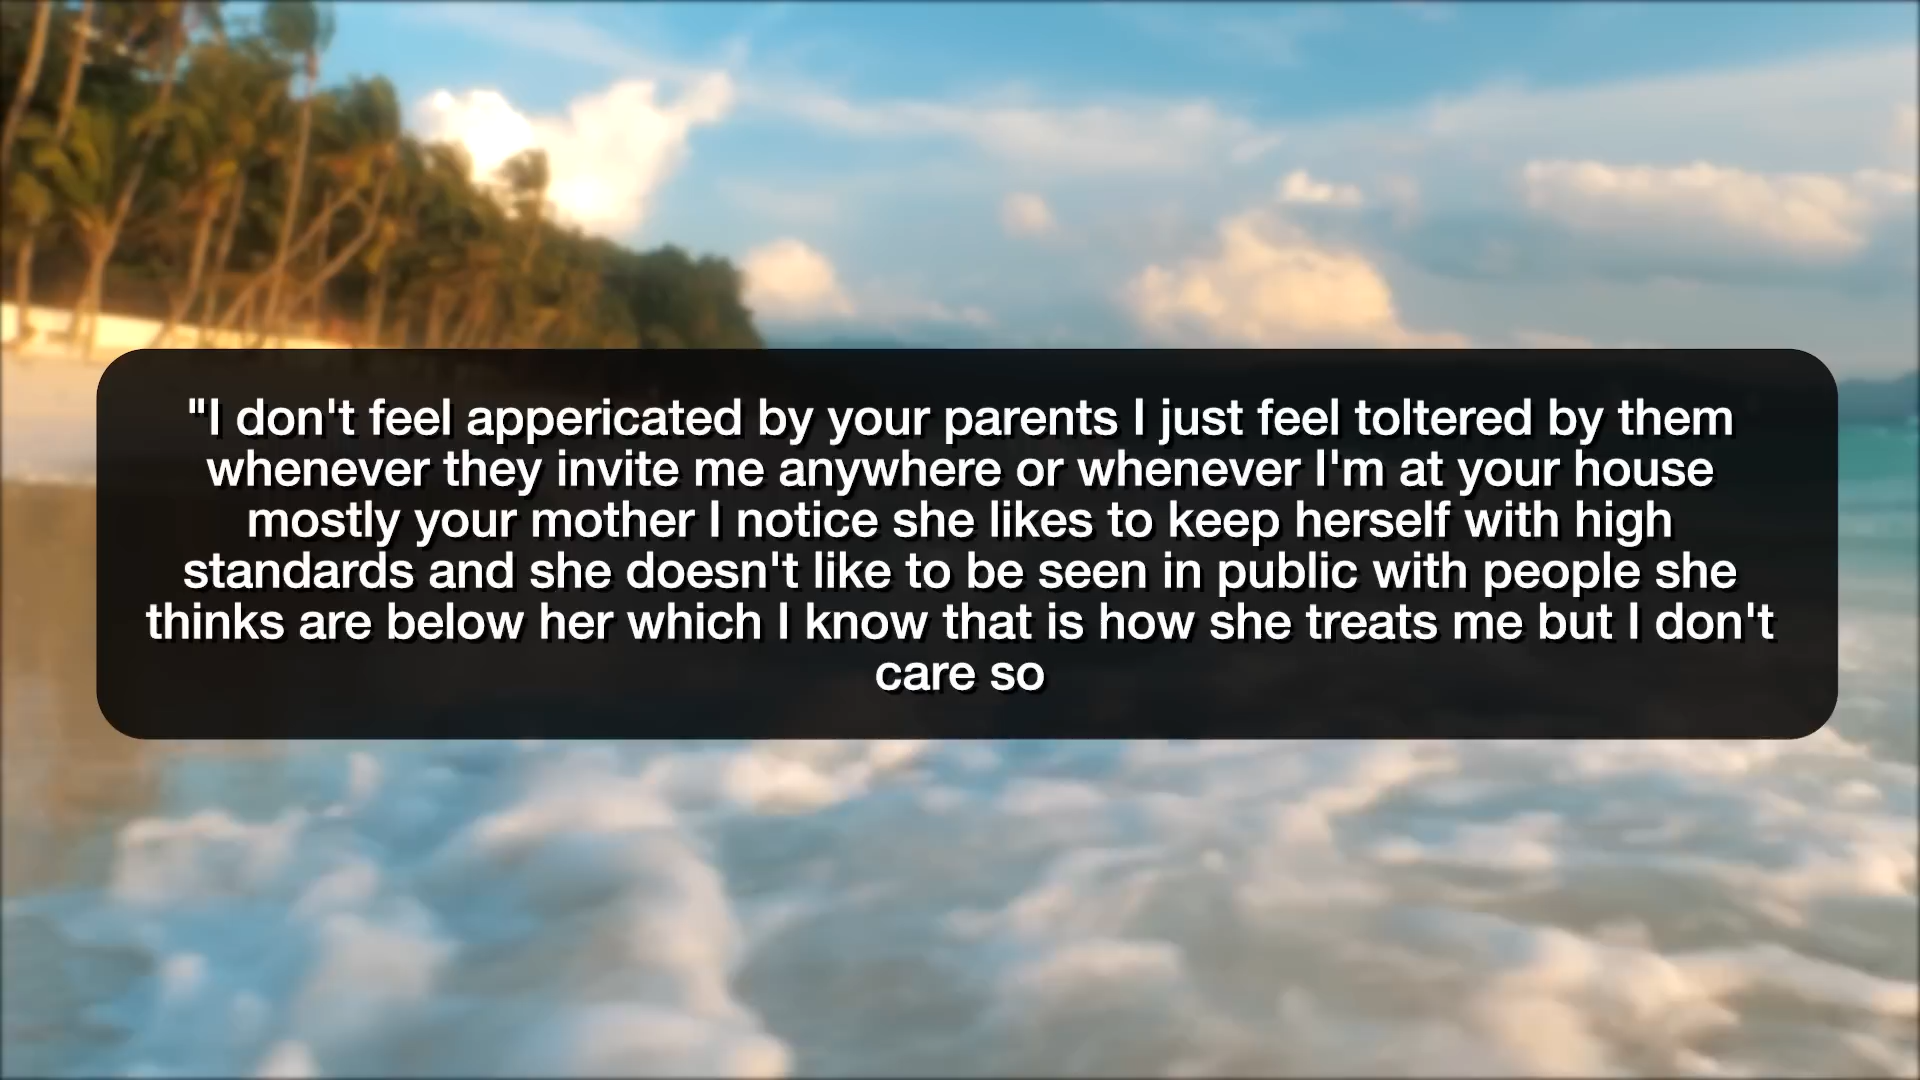 "I don't feel appericated by your parents I just feel toltered by them
whenever they invite me anywhere or whenever I'm at your house
mostly your mother I notice she likes to keep herself with high
standards and she doesn't like to be seen in public with people she
thinks are below her which I know that is how she treats me but I don't
care so